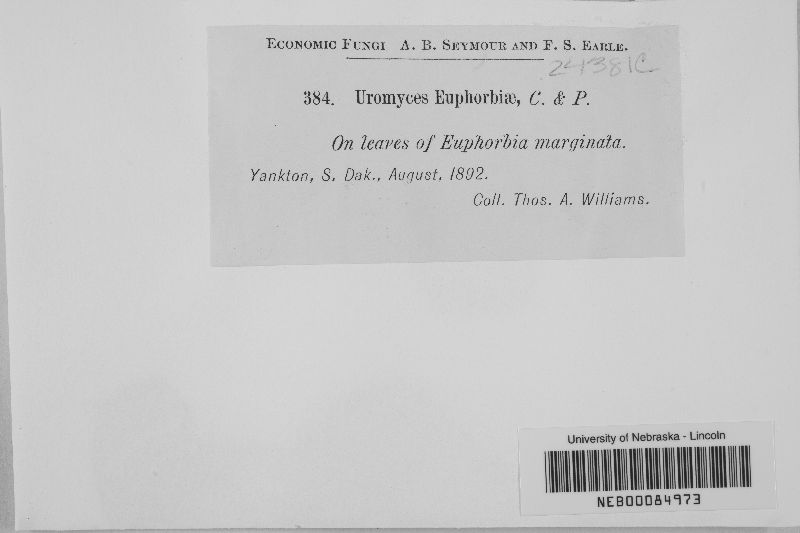 ECONOMIC FUNGI A. B. SEYMOUR AND F. S. EARLE.
24381C
384. Uromyces Euphorbiæ, C. & P.
On leaves of Euphorbia marginata.
Yankton, S. Dak., August, 1892.
Coll. Thos. A. Williams.
University of Nebraska - Lincoln
NEB00084973